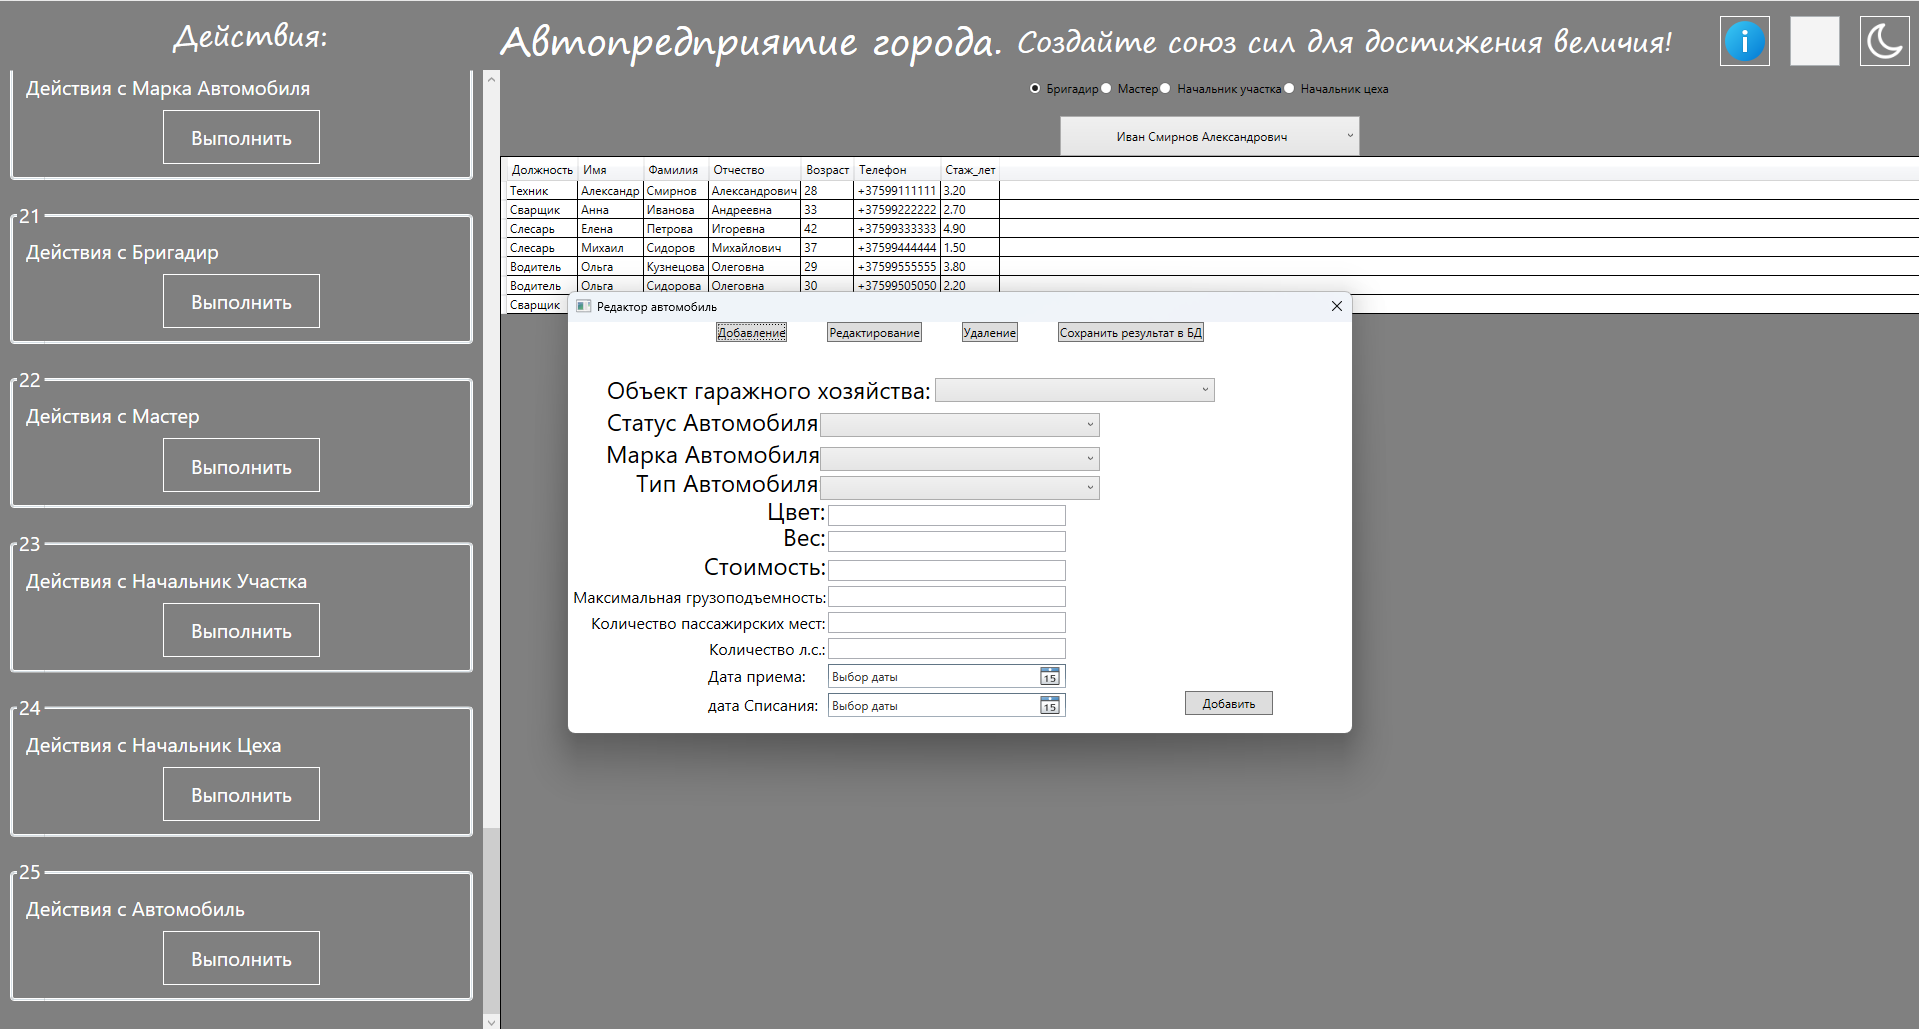 Действия:
Действия с Марка Автомобиля
Выполнить
21
Действия с Бригадир
Выполнить
22
Действия с Мастер
Выполнить
23
Действия с Начальник Участка
Выполнить
24
Действия с Начальник Цеха
Выполнить
25
Действия с Автомобиль
Выполнить
Автопредприятие города. Создайте союз сил для достижения величия!
i
Бригадир Мастер Начальник участка Начальник цеха
Иван Смирнов Александрович
Должность Имя Фамилия Отчество Возраст Телефон Стаж_лет
Техник Александр Смирнов Александрович 28 +37599111111 3.20
Сварщик Анна Иванова Андреевна 33 +37599222222 2.70
Слесарь Елена Петрова Игоревна 42 +37599333333 4.90
Слесарь Михаил Сидоров Михайлович 37 +37599444444 1.50
Водитель Ольга Кузнецова Олеговна 29 +37599555555 3.80
Водитель Ольга Сидорова Олеговна 30 +37599505050 2.20
Сварщик
Редактор автомобиль
Добавление Редактирование Удаление Сохранить результат в БД
Объект гаражного хозяйства:
Статус Автомобиля
Марка Автомобиля
Тип Автомобиля
Цвет:
Вес:
Стоимость:
Максимальная грузоподъемность:
Количество пассажирских мест:
Количество л.с.:
Дата приема: Выбор даты 15
дата Списания: Выбор даты 15
Добавить